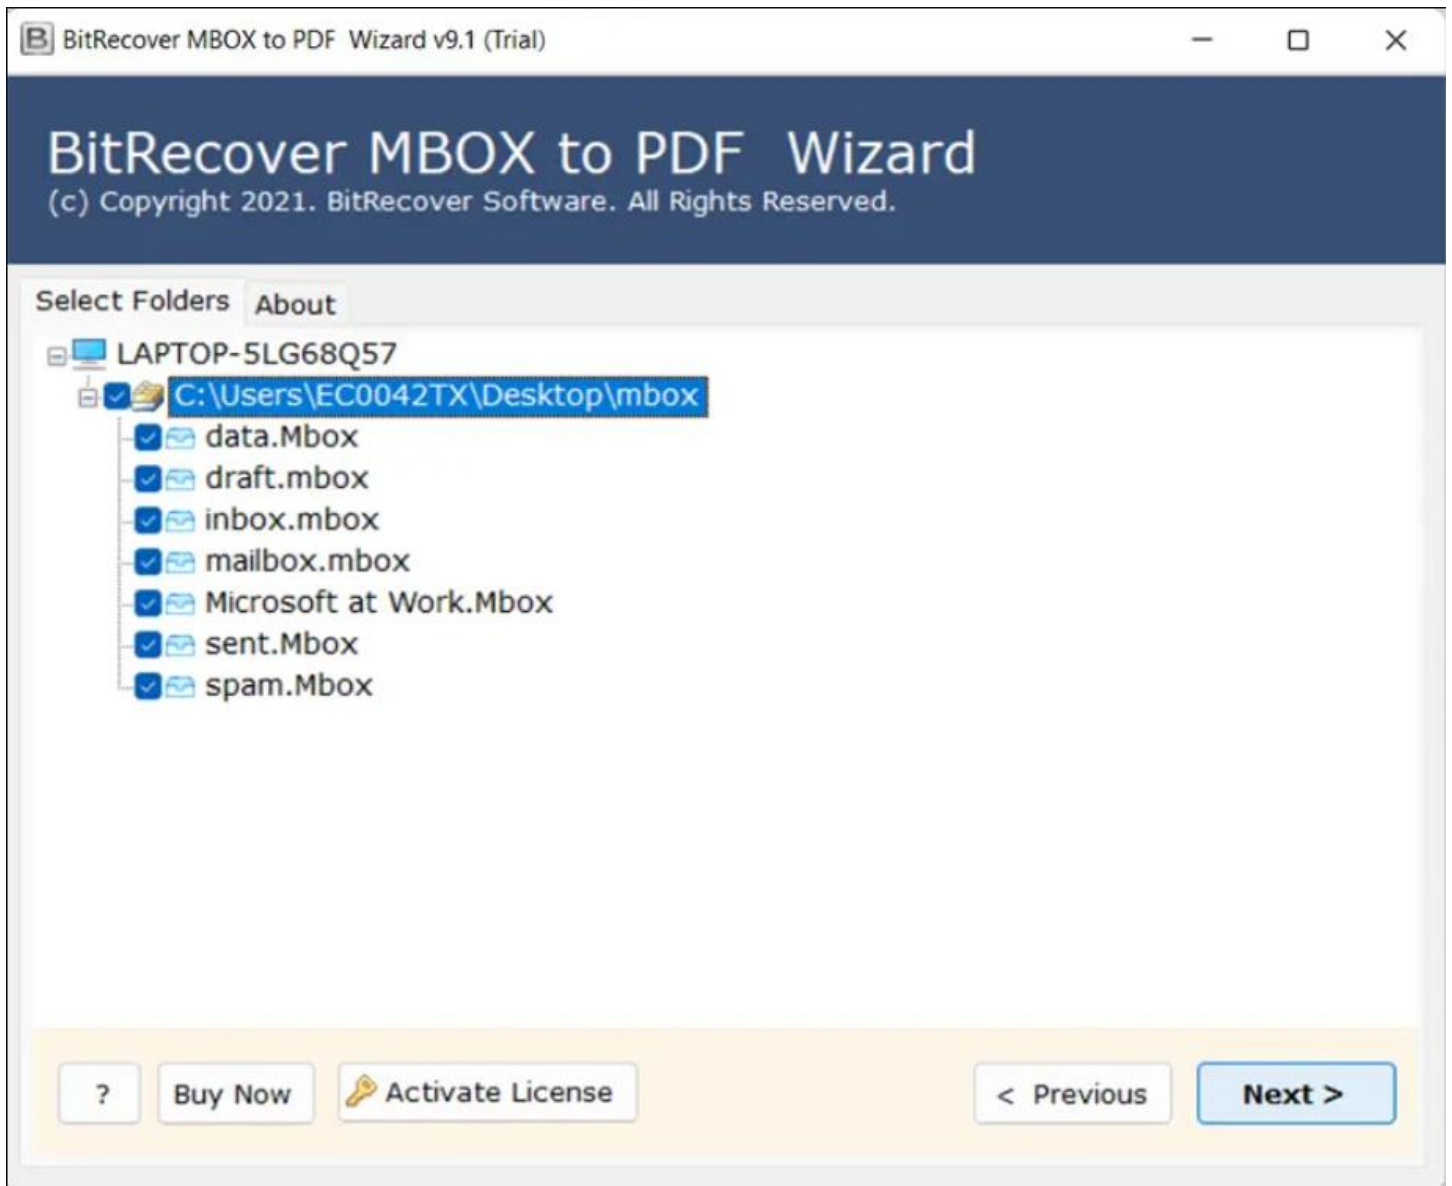 BitRecover MBOX to PDF  Wizard v9.1 (Trial)
BitRecover MBOX to PDF  Wizard
(c) Copyright 2021. BitRecover Software. All Rights Reserved.
Select Folders About
LAPTOP-5LG68Q57
C:\Users\EC0042TX\Desktop\mbox
data.Mbox
draft.mbox
inbox.mbox
mailbox.mbox
Microsoft at Work.Mbox
sent.Mbox
spam.Mbox
? Buy Now Activate License < Previous Next >